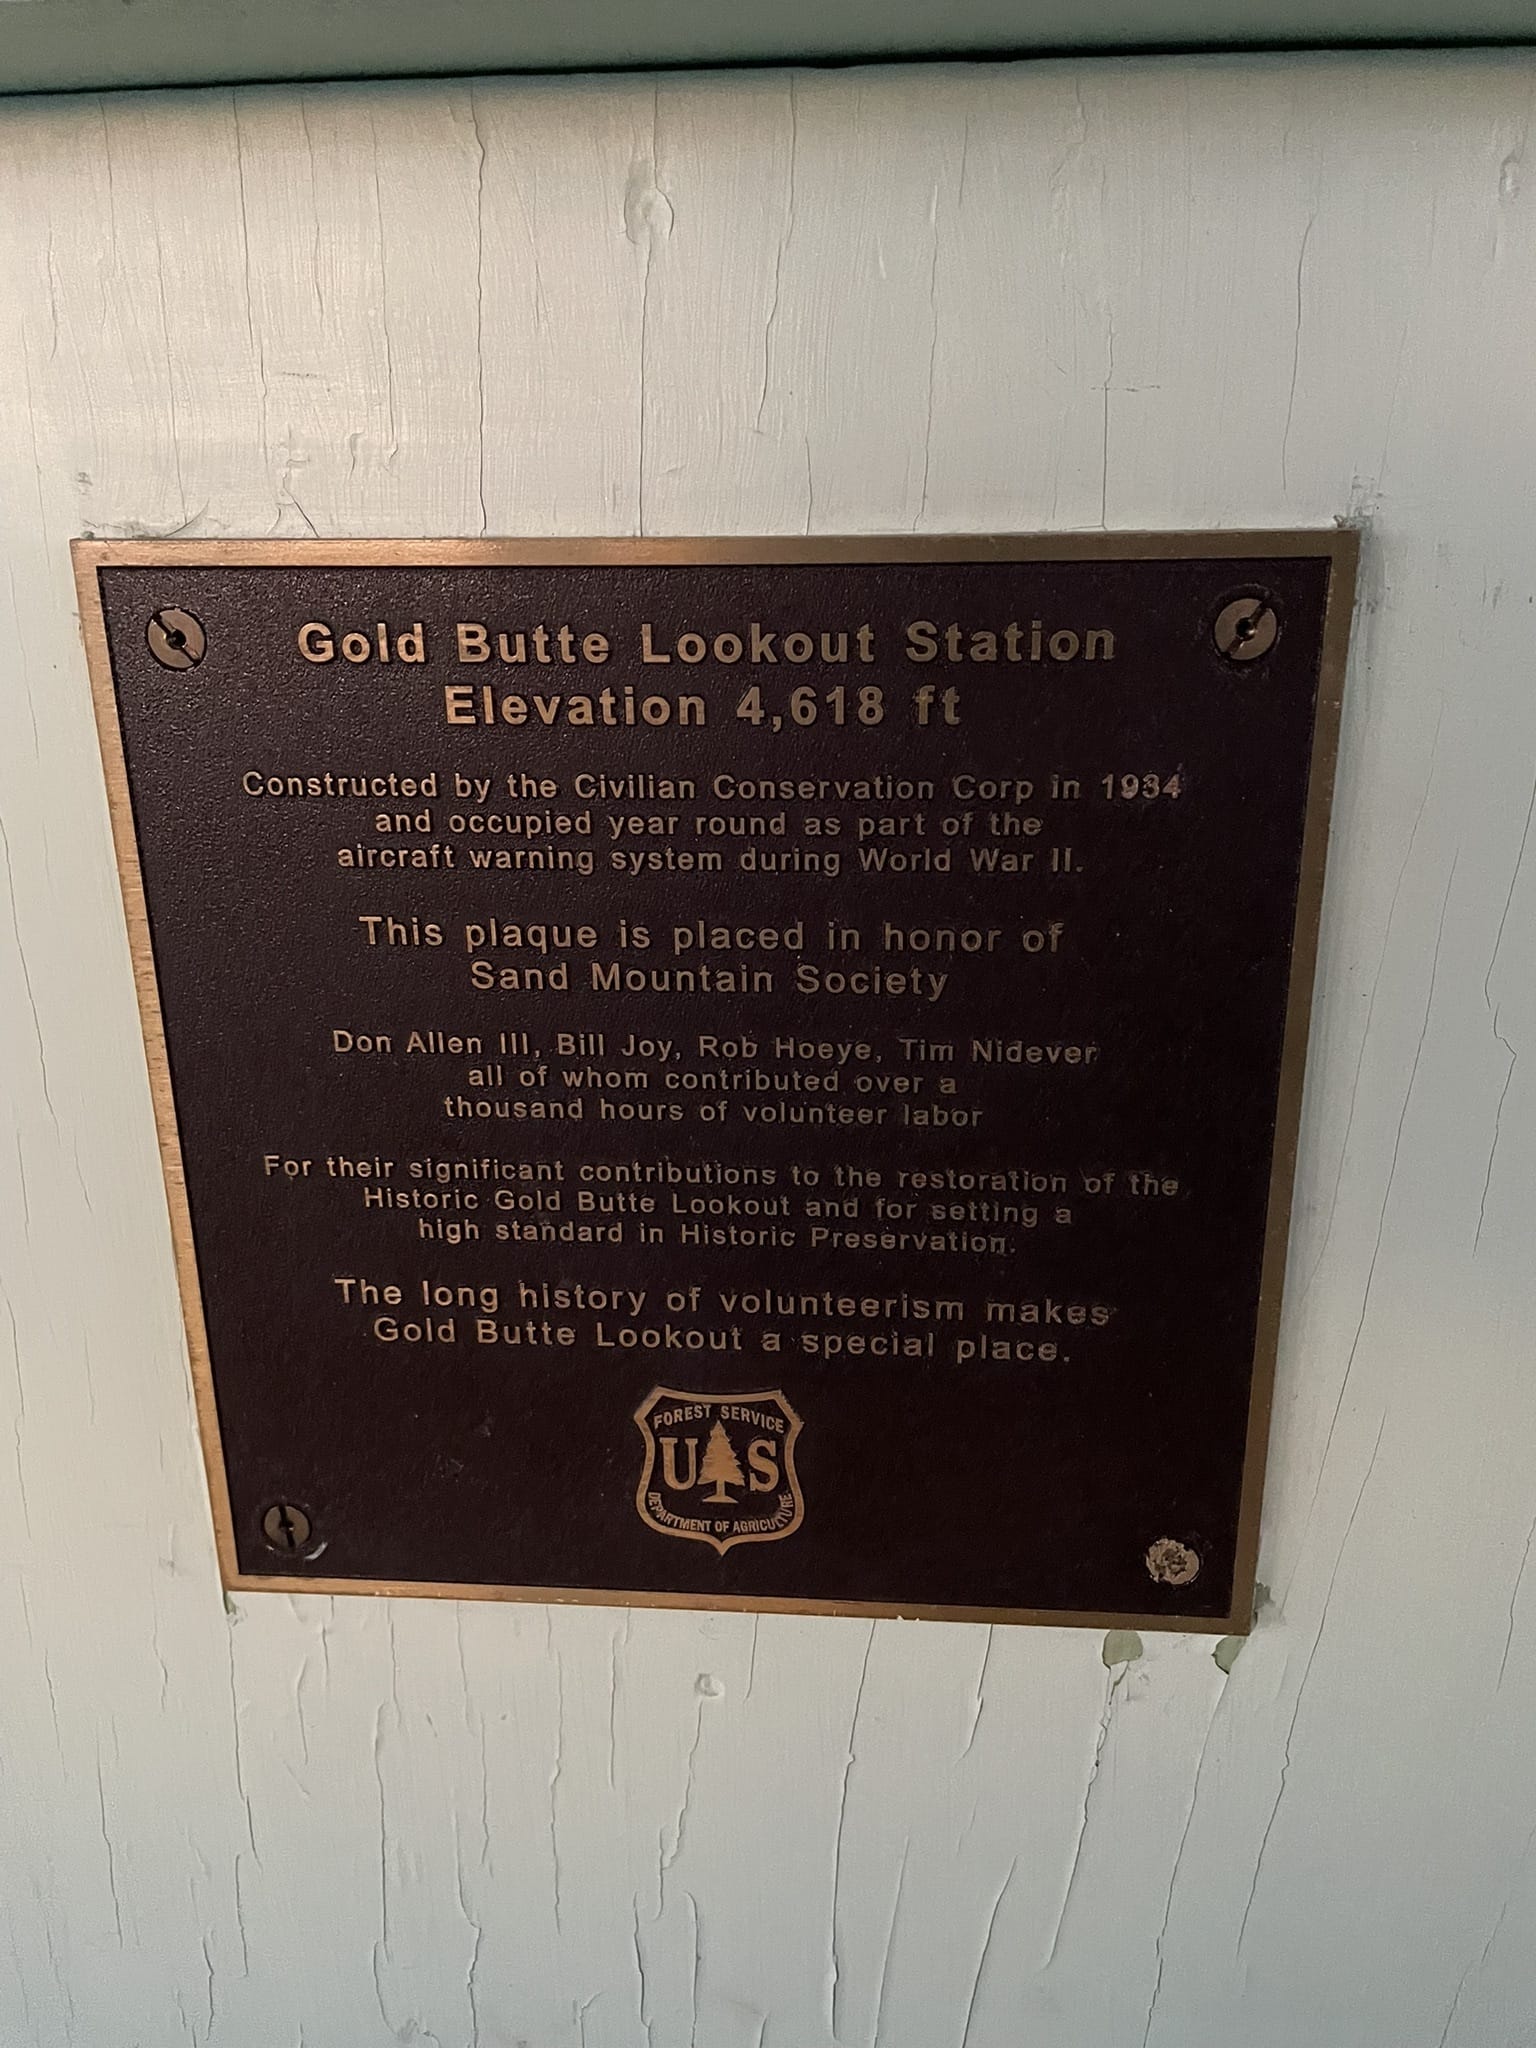 Gold Butte Lookout Station
Elevation 4,618 ft
Constructed by the Civilian Conservation Corp in 1934
and occupied year round as part of the
aircraft warning system during World War II.
This plaque is placed in honor of
Sand Mountain Society
Don Allen III, Bill Joy, Rob Hoeye, Tim Nidever
all of whom contributed over a
thousand hours of volunteer labor
For their significant contributions to the restoration of the
Historic Gold Butte Lookout and for setting a
high standard in Historic Preservation.
The long history of volunteerism makes
Gold Butte Lookout a special place.
FOREST SERVICE
U S
DEPARTMENT OF AGRICULTURE